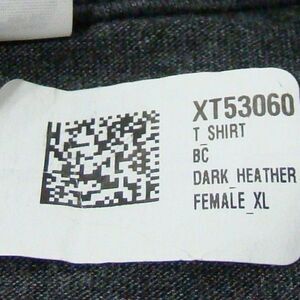 XT53060
T_SHIRT
BC
DARK_HEATHER
FEMALE_XL